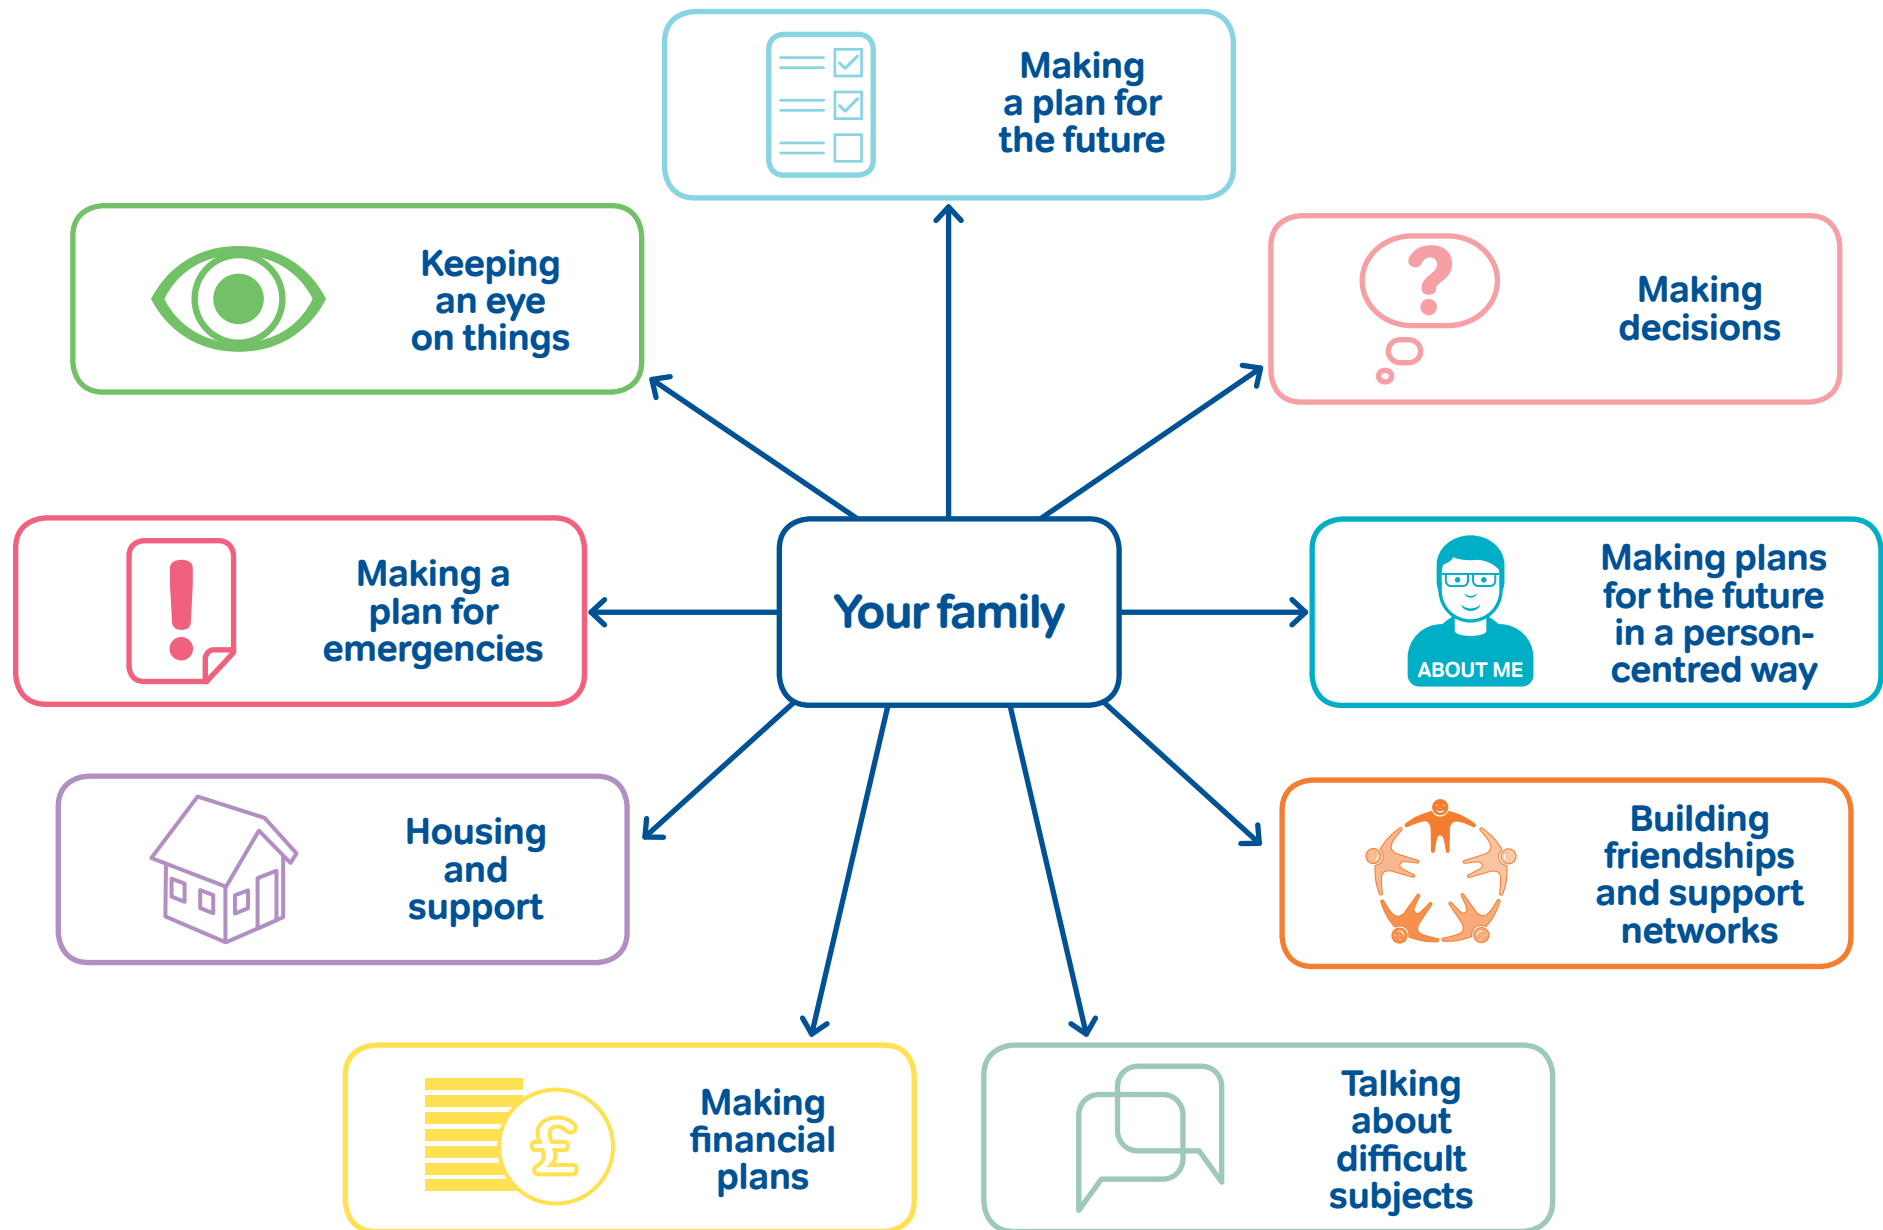 Making
a plan for
the future
Keeping
an eye
on things
?
Making
decisions
!
Making a
plan for
emergencies
Your family
ABOUT ME
Making plans
for the future
in a person-
centred way
Housing
and
support
Building
friendships
and support
networks
£
Making
financial
plans
Talking
about
difficult
subjects